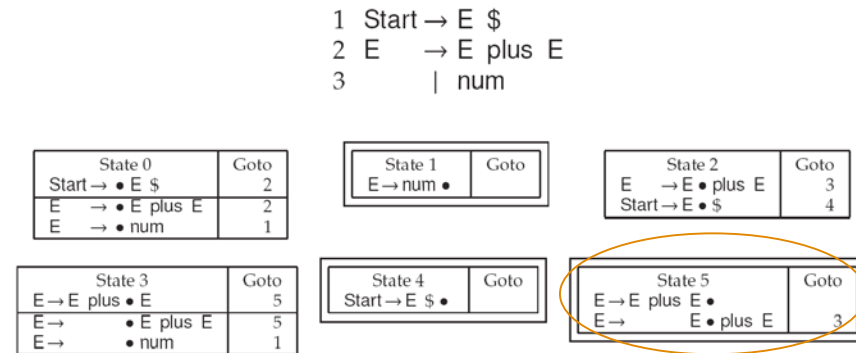 1 Start → E $
2 E → E plus E
3 | num
State 0 Goto
Start → • E $ 2
E → • E plus E 2
E → • num 1
State 1 Goto
E → num •
State 2 Goto
E → E • plus E 3
Start → E • $ 4
State 3 Goto
E → E plus • E 5
E → • E plus E 5
E → • num 1
State 4 Goto
Start → E $ •
State 5 Goto
E → E plus E •
E → E • plus E 3